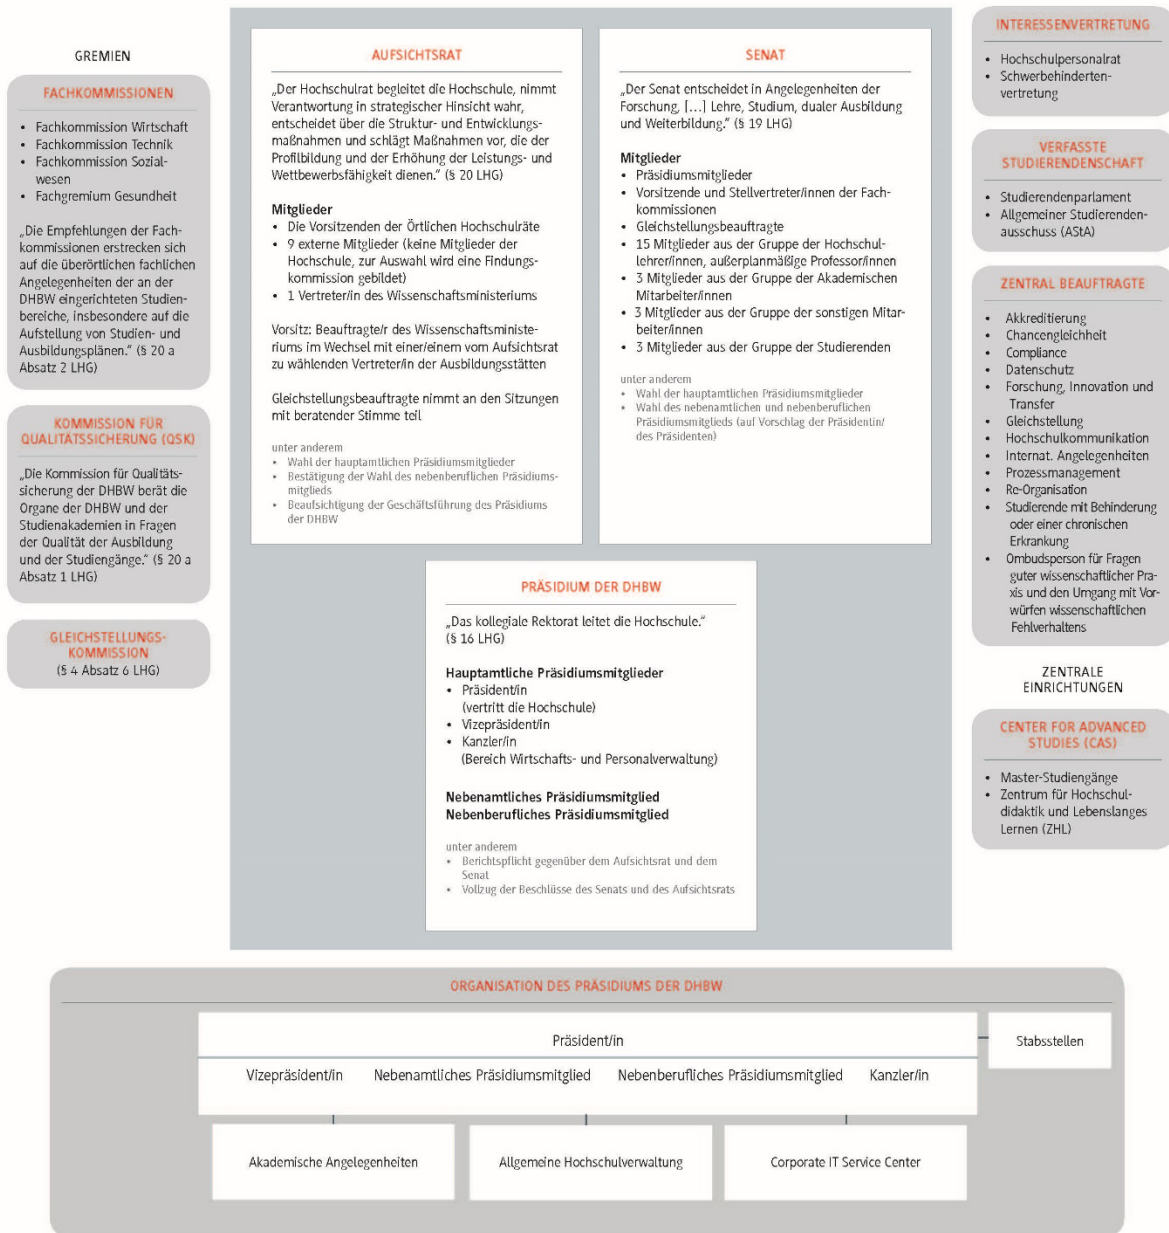 GREMIEN
FACHKOMMISSIONEN
• Fachkommission Wirtschaft
• Fachkommission Technik
• Fachkommission Sozial-
wesen
• Fachgremium Gesundheit
„Die Empfehlungen der Fach-
kommissionen erstrecken sich
auf die überörtlichen fachlichen
Angelegenheiten der an der
DHBW eingerichteten Studien-
bereiche, insbesondere auf die
Aufstellung von Studien- und
Ausbildungsplänen.“ (§ 20 a
Absatz 2 LHG)
KOMMISSION FÜR
QUALITÄTSSICHERUNG (QSK)
„Die Kommission für Qualitäts-
sicherung der DHBW berät die
Organe der DHBW und der
Studienakademien in Fragen
der Qualität der Ausbildung
und der Studiengänge.“ (§ 20 a
Absatz 1 LHG)
GLEICHSTELLUNGS-
KOMMISSION
(§ 4 Absatz 6 LHG)
AUFSICHTSRAT
„Der Hochschulrat begleitet die Hochschule, nimmt
Verantwortung in strategischer Hinsicht wahr,
entscheidet über die Struktur- und Entwicklungs-
maßnahmen und schlägt Maßnahmen vor, die der
Profilbildung und der Erhöhung der Leistungs- und
Wettbewerbsfähigkeit dienen.“ (§ 20 LHG)
Mitglieder
• Die Vorsitzenden der Örtlichen Hochschulräte
• 9 externe Mitglieder (keine Mitglieder der
Hochschule, zur Auswahl wird eine Findungs-
kommission gebildet)
• 1 Vertreter/in des Wissenschaftsministeriums
Vorsitz: Beauftragte/r des Wissenschaftsministe-
riums im Wechsel mit einer/einem vom Aufsichtsrat
zu wählenden Vertreter/in der Ausbildungsstätten
Gleichstellungsbeauftragte nimmt an den Sitzungen
mit beratender Stimme teil
unter anderem
• Wahl der hauptamtlichen Präsidiumsmitglieder
• Bestätigung der Wahl des nebenberuflichen Präsidiums-
mitglieds
• Beaufsichtigung der Geschäftsführung des Präsidiums
der DHBW
SENAT
„Der Senat entscheidet in Angelegenheiten der
Forschung, [...] Lehre, Studium, dualer Ausbildung
und Weiterbildung.“ (§ 19 LHG)
Mitglieder
• Präsidiumsmitglieder
• Vorsitzende und Stellvertreter/innen der Fach-
kommissionen
• Gleichstellungsbeauftragte
• 15 Mitglieder aus der Gruppe der Hochschul-
lehrer/innen, außerplanmäßige Professor/innen
• 3 Mitglieder aus der Gruppe der Akademischen
Mitarbeiter/innen
• 3 Mitglieder aus der Gruppe der sonstigen Mitar-
beiter/innen
• 3 Mitglieder aus der Gruppe der Studierenden
unter anderem
• Wahl der hauptamtlichen Präsidiumsmitglieder
• Wahl des nebenamtlichen und nebenberuflichen
Präsidiumsmitglieds (auf Vorschlag der Präsidentin/
des Präsidenten)
PRÄSIDIUM DER DHBW
„Das kollegiale Rektorat leitet die Hochschule.“
(§ 16 LHG)
Hauptamtliche Präsidiumsmitglieder
• Präsident/in
(vertritt die Hochschule)
• Vizepräsident/in
• Kanzler/in
(Bereich Wirtschafts- und Personalverwaltung)
Nebenamtliches Präsidiumsmitglied
Nebenberufliches Präsidiumsmitglied
unter anderem
• Berichtspflicht gegenüber dem Aufsichtsrat und dem
Senat
• Vollzug der Beschlüsse des Senats und des Aufsichtsrats
INTERESSENVERTRETUNG
• Hochschulpersonalrat
• Schwerbehinderten-
vertretung
VERFASSTE
STUDIERENDENSCHAFT
• Studierendenparlament
• Allgemeiner Studierenden-
ausschuss (AStA)
ZENTRAL BEAUFTRAGTE
• Akkreditierung
• Chancengleichheit
• Compliance
• Datenschutz
• Forschung, Innovation und
Transfer
• Gleichstellung
• Hochschulkommunikation
• Internat. Angelegenheiten
• Prozessmanagement
• Re-Organisation
• Studierende mit Behinderung
oder einer chronischen
Erkrankung
• Ombudsperson für Fragen
guter wissenschaftlicher Pra-
xis und den Umgang mit Vor-
würfen wissenschaftlichen
Fehlverhaltens
ZENTRALE
EINRICHTUNGEN
CENTER FOR ADVANCED
STUDIES (CAS)
• Master-Studiengänge
• Zentrum für Hochschul-
didaktik und Lebenslanges
Lernen (ZHL)
ORGANISATION DES PRÄSIDIUMS DER DHBW
Präsident/in
Stabsstellen
Vizepräsident/in Nebenamtliches Präsidiumsmitglied Nebenberufliches Präsidiumsmitglied Kanzler/in
Akademische Angelegenheiten Allgemeine Hochschulverwaltung Corporate IT Service Center